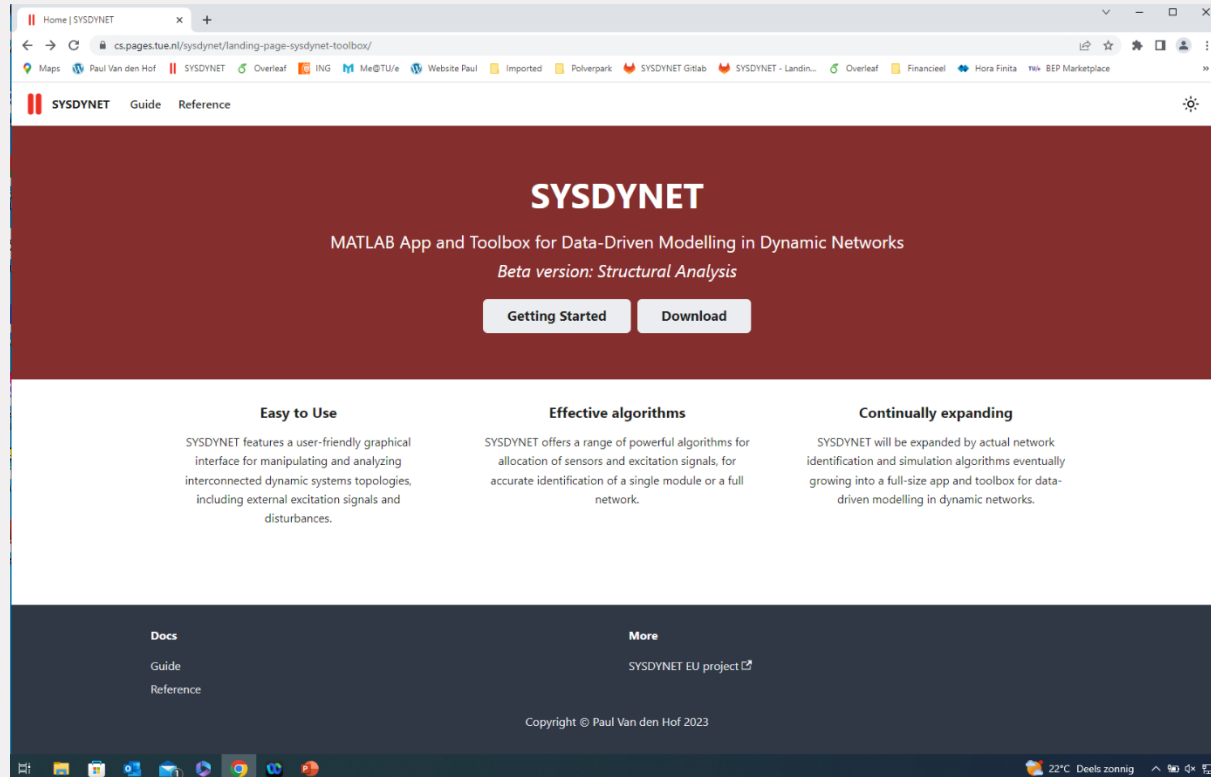 Home | SYSDYNET
cs.pages.tue.nl/sysdynet/landing-page-sysdynet-toolbox/
Maps Paul Van den Hof SYSDYNET Overleaf ING Me@TU/e Website Paul Imported Polverpark SYSDYNET Gitlab SYSDYNET - Landin... Overleaf Financieel Hora Finita TU/e BEP Marketplace »
SYSDYNET Guide Reference
SYSDYNET
MATLAB App and Toolbox for Data-Driven Modelling in Dynamic Networks
Beta version: Structural Analysis
Getting Started Download
Easy to Use
SYSDYNET features a user-friendly graphical
interface for manipulating and analyzing
interconnected dynamic systems topologies,
including external excitation signals and
disturbances.
Effective algorithms
SYSDYNET offers a range of powerful algorithms for
allocation of sensors and excitation signals, for
accurate identification of a single module or a full
network.
Continually expanding
SYSDYNET will be expanded by actual network
identification and simulation algorithms eventually
growing into a full-size app and toolbox for data-
driven modelling in dynamic networks.
Docs
Guide
Reference
More
SYSDYNET EU project
Copyright © Paul Van den Hof 2023
22°C Deels zonnig